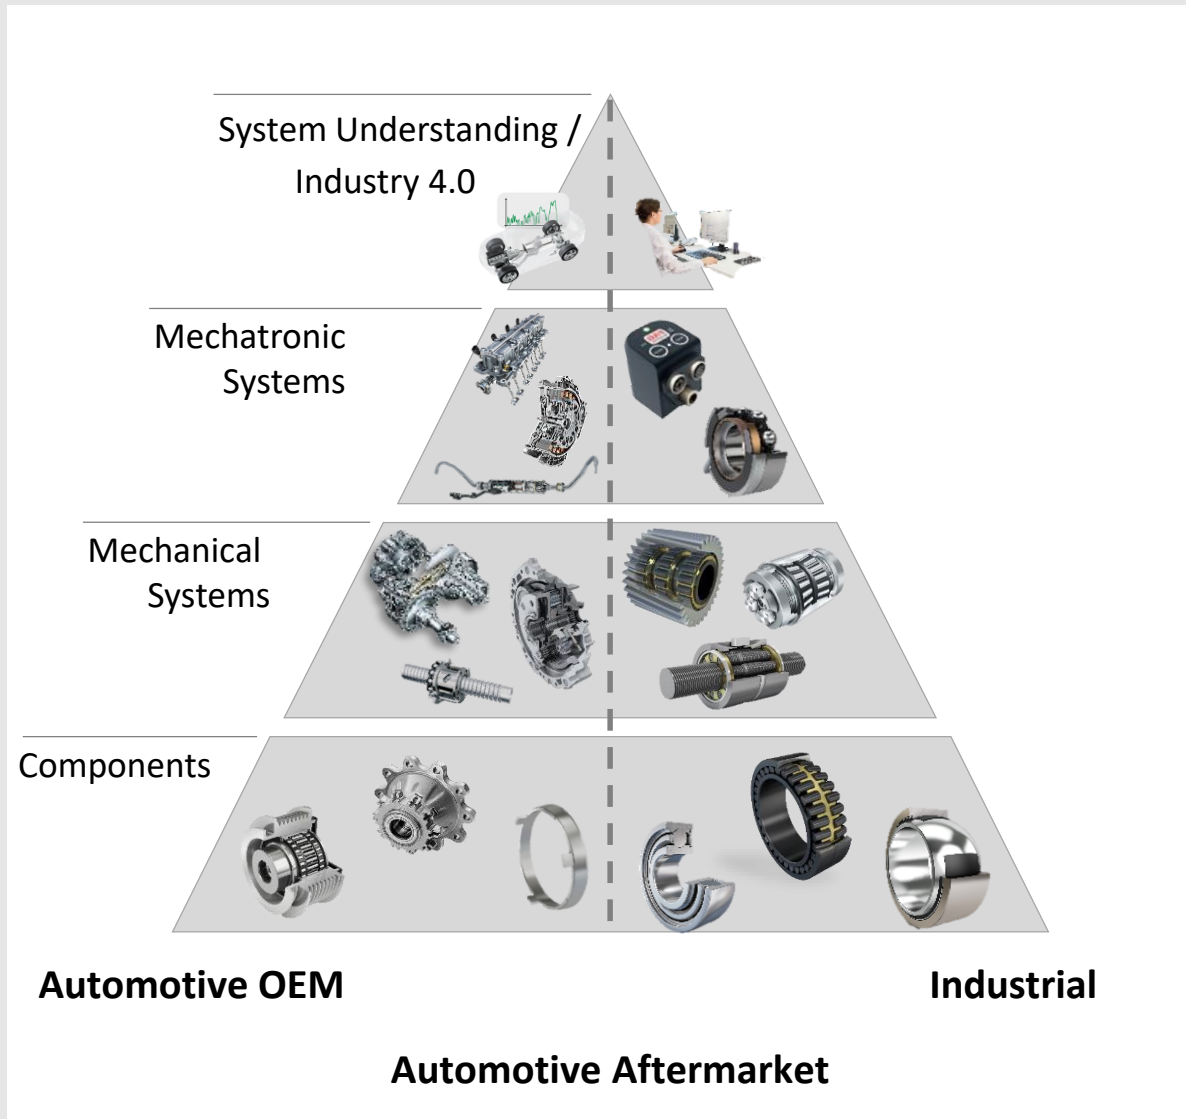 System Understanding /
Industry 4.0
Mechatronic
Systems
Mechanical
Systems
Components
Automotive OEM
Industrial
Automotive Aftermarket